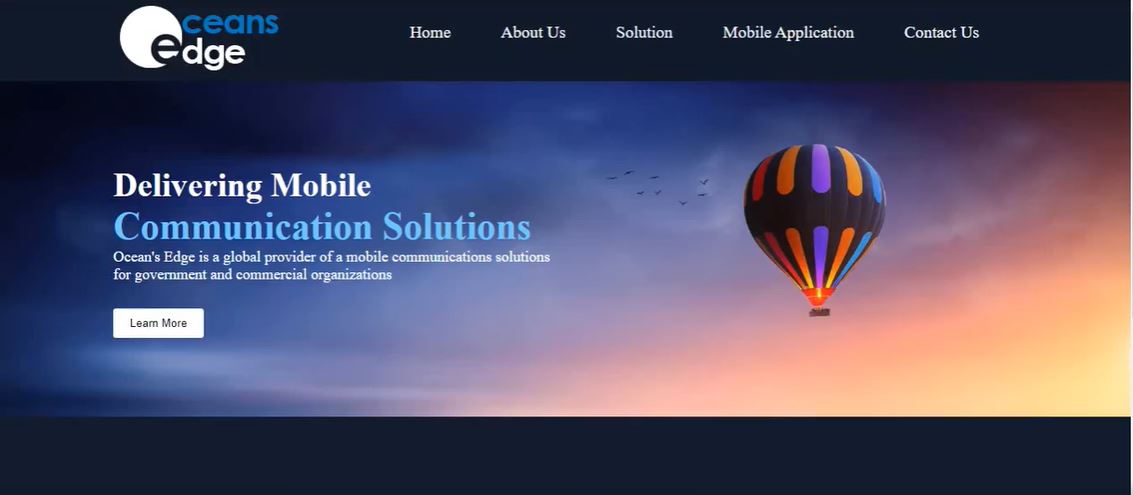 Oceans
edge
Home About Us Solution Mobile Application Contact Us
Delivering Mobile
Communication Solutions
Ocean's Edge is a global provider of a mobile communications solutions
for government and commercial organizations
Learn More